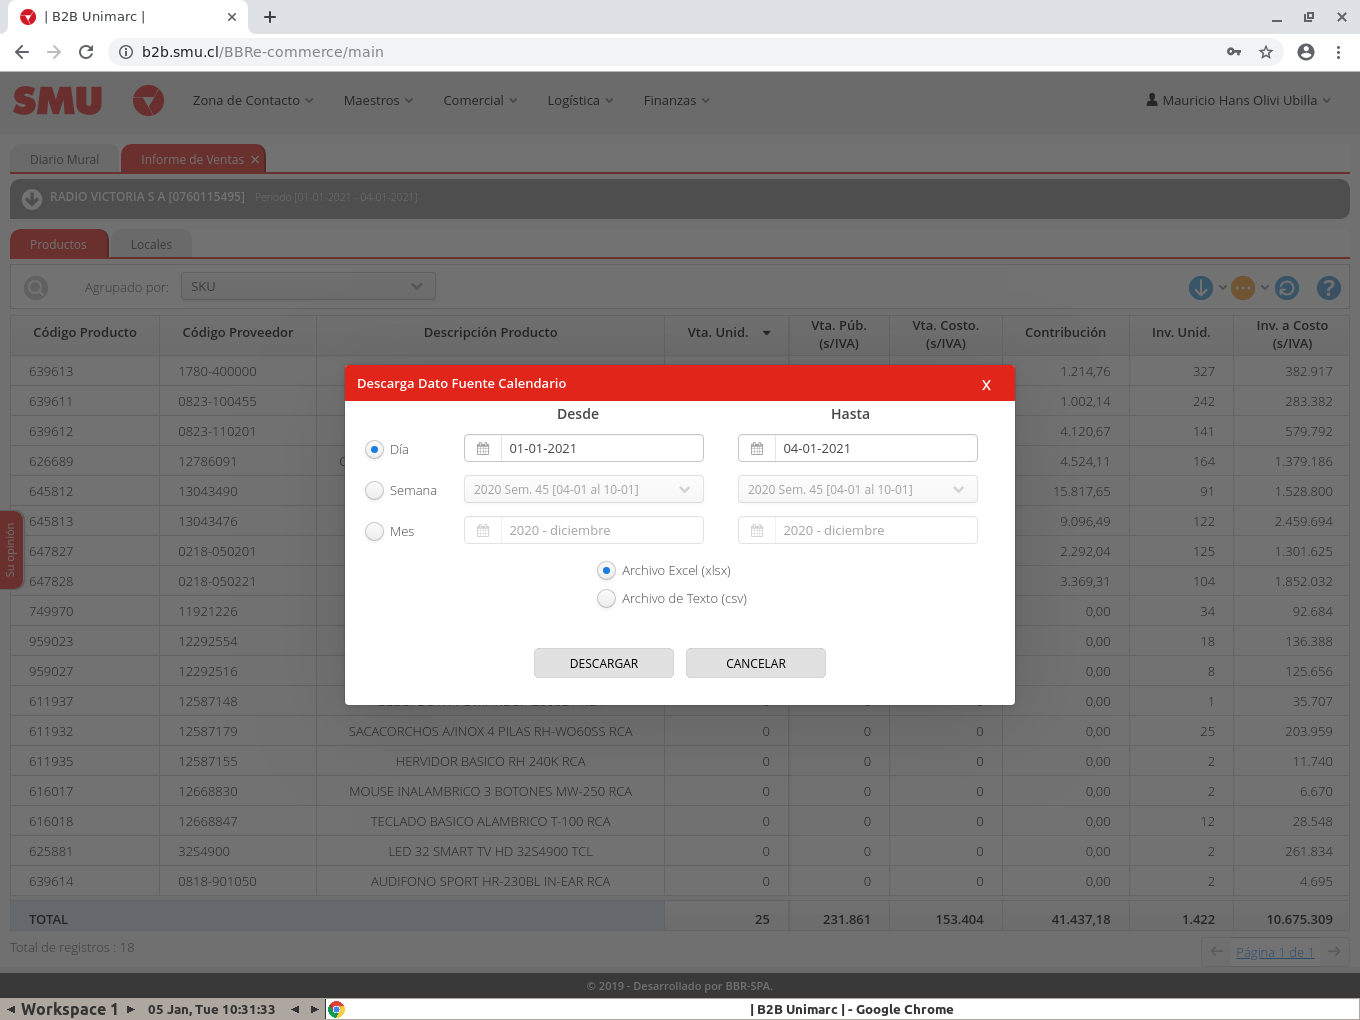 | B2B Unimarc |
b2b.smu.cl/BBRe-commerce/main
SMU
Zona de Contacto Maestros Comercial Logística Finanzas Mauricio Hans Olivi Ubilla
Diario Mural Informe de Ventas
RADIO VICTORIA S A [0760115495] Periodo [01-01-2021 - 04-01-2021]
Productos Locales
Agrupado por: SKU
Código Producto Código Proveedor Descripción Producto Vta. Unid. Vta. Púb. (s/IVA) Vta. Costo. (s/IVA) Contribución Inv. Unid. Inv. a Costo (s/IVA)
639613 1780-400000 1.214,76 327 382.917
639611 0823-100455 1.002,14 242 283.382
639612 0823-110201 4.120,67 141 579.792
626689 12786091 4.524,11 164 1.379.186
645812 13043490 15.817,65 91 1.528.800
645813 13043476 9.096,49 122 2.459.694
647827 0218-050201 2.292,04 125 1.301.625
647828 0218-050221 3.369,31 104 1.852.032
749970 11921226 0,00 34 92.684
959023 12292554 0,00 18 136.388
959027 12292516 0,00 8 125.656
611937 12587148 0,00 1 35.707
611932 12587179 SACACORCHOS A/INOX 4 PILAS RH-WO60SS RCA 0 0 0 0,00 25 203.959
611935 12587155 HERVIDOR BASICO RH 240K RCA 0 0 0 0,00 2 11.740
616017 12668830 MOUSE INALAMBRICO 3 BOTONES MW-250 RCA 0 0 0 0,00 2 6.670
616018 12668847 TECLADO BASICO ALAMBRICO T-100 RCA 0 0 0 0,00 12 28.548
625881 32S4900 LED 32 SMART TV HD 32S4900 TCL 0 0 0 0,00 2 261.834
639614 0818-901050 AUDIFONO SPORT HR-230BL IN-EAR RCA 0 0 0 0,00 2 4.695
TOTAL 25 231.861 153.404 41.437,18 1.422 10.675.309
Total de registros : 18
Página 1 de 1
Su opinión
Descarga Dato Fuente Calendario X
Desde Hasta
Día 01-01-2021 04-01-2021
Semana 2020 Sem. 45 [04-01 al 10-01] 2020 Sem. 45 [04-01 al 10-01]
Mes 2020 - diciembre 2020 - diciembre
Archivo Excel (xlsx)
Archivo de Texto (csv)
DESCARGAR CANCELAR
© 2019 - Desarrollado por BBR-SPA.
Workspace 1 05 Jan, Tue 10:31:33 | B2B Unimarc | - Google Chrome